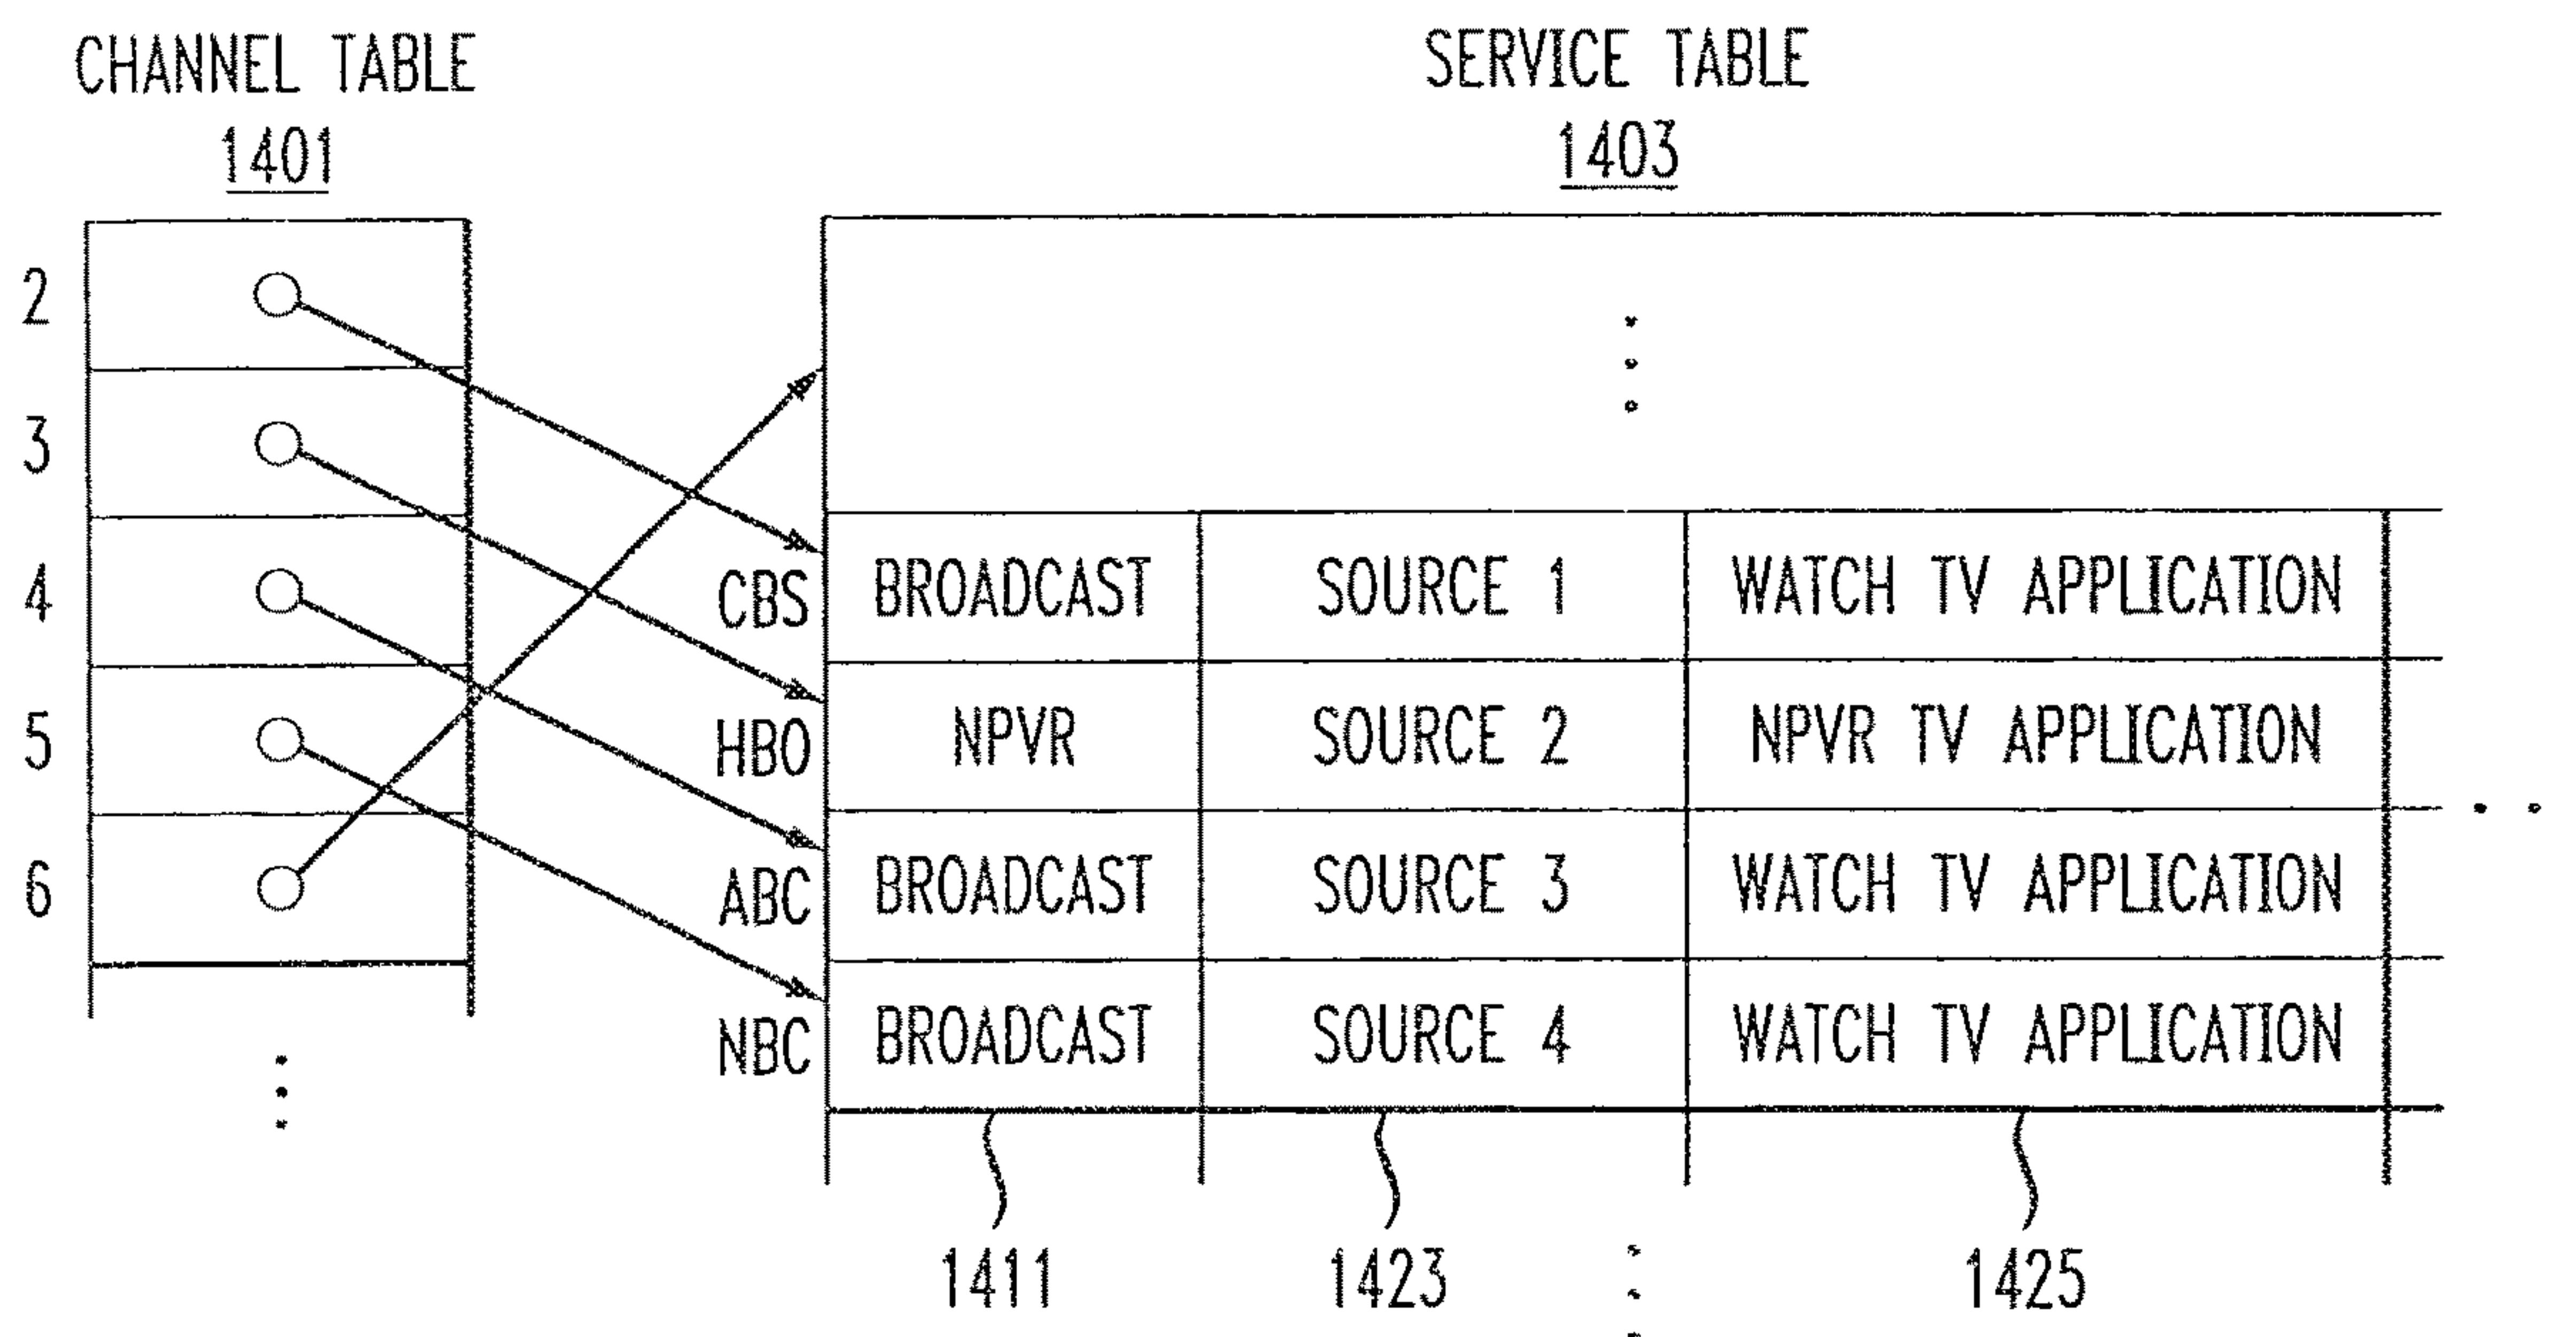 CHANNEL TABLE
1401
SERVICE TABLE
1403
2
3
4
5
6
CBS BROADCAST SOURCE 1 WATCH TV APPLICATION
HBO NPVR SOURCE 2 NPVR TV APPLICATION
ABC BROADCAST SOURCE 3 WATCH TV APPLICATION
NBC BROADCAST SOURCE 4 WATCH TV APPLICATION
1411 1423 1425